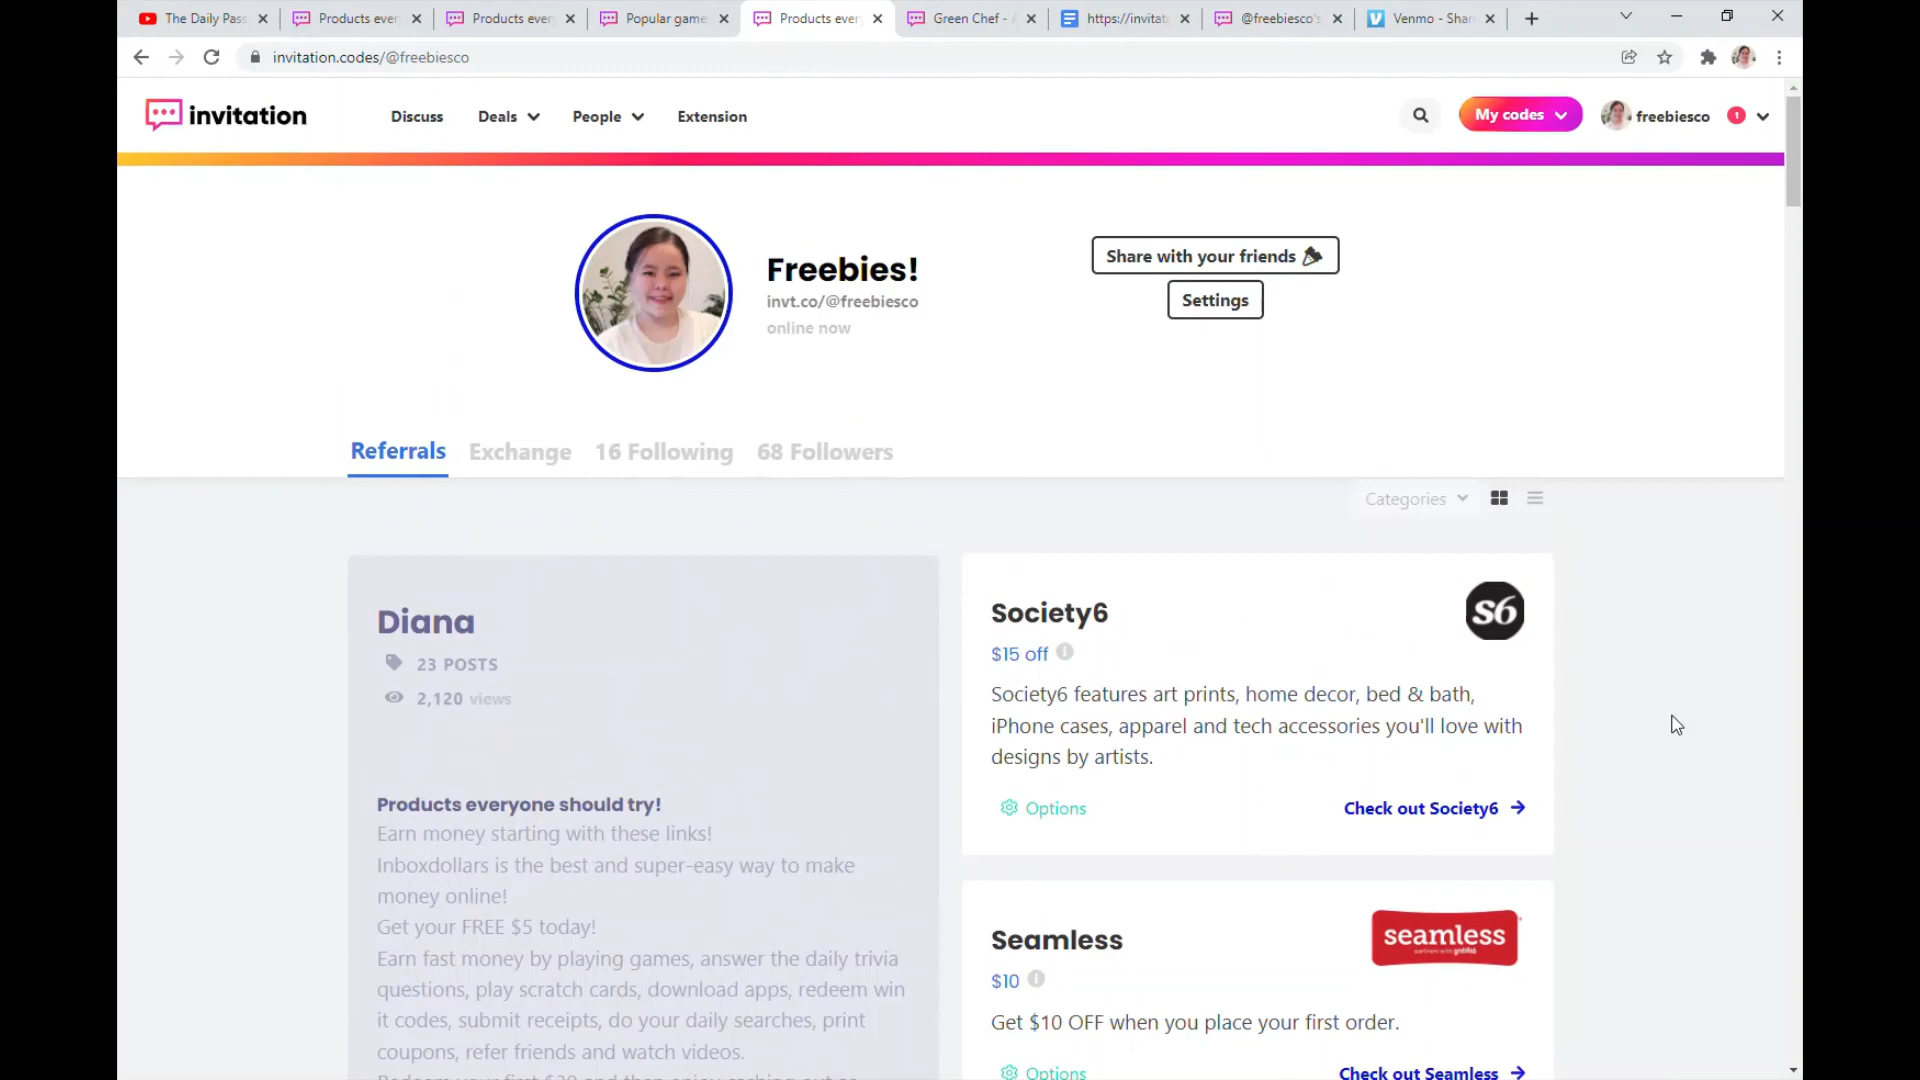 The Daily Pas
Products ever
Products ever
Popular game
Products ever
Green Chef - A
https://invitat
@freebiesco's
Venmo - Shar
invitation.codes/@freebiesco
invitation
Discuss
Deals
People
Extension
My codes
freebiesco
1
Freebies!
invt.co/@freebiesco
online now
Share with your friends
Settings
Referrals
Exchange
16 Following
68 Followers
Categories
Diana
23 POSTS
2,120 views
Products everyone should try!
Earn money starting with these links!
Inboxdollars is the best and super-easy way to make
money online!
Get your FREE $5 today!
Earn fast money by playing games, answer the daily trivia
questions, play scratch cards, download apps, redeem win
it codes, submit receipts, do your daily searches, print
coupons, refer friends and watch videos.
Society6
S6
$15 off
Society6 features art prints, home decor, bed & bath,
iPhone cases, apparel and tech accessories you'll love with
designs by artists.
Options
Check out Society6
Seamless
seamless
$10
Get $10 OFF when you place your first order.
Options
Check out Seamless